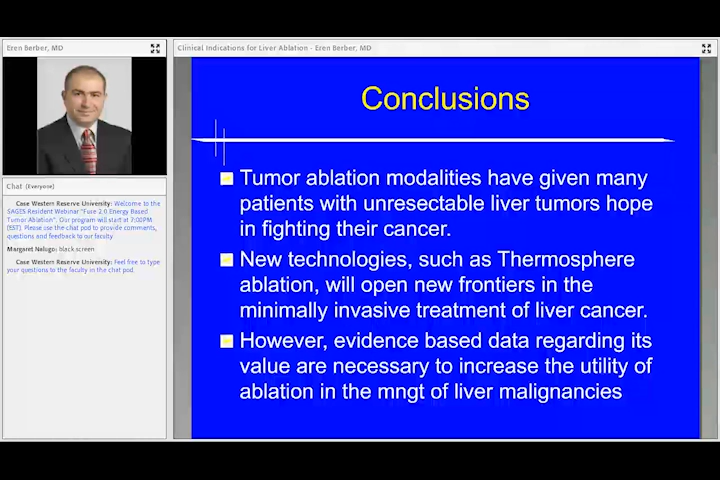 Eren Berber, MD
Clinical Indications for Liver Ablation - Eren Berber, MD
Chat (Everyone)
Case Western Reserve University: Welcome to the
SAGES Resident Webinar "Fuse 2.0 Energy Based
Tumor Ablation". Our program will start at 7:00PM
(EST). Please use the chat pod to provide comments,
questions and feedback to our faculty
Margaret Nalugo: black screen
Case Western Reserve University: Feel free to type
your questions to the faculty in the chat pod.
Conclusions
Tumor ablation modalities have given many
patients with unresectable liver tumors hope
in fighting their cancer.
New technologies, such as Thermosphere
ablation, will open new frontiers in the
minimally invasive treatment of liver cancer.
However, evidence based data regarding its
value are necessary to increase the utility of
ablation in the mngt of liver malignancies